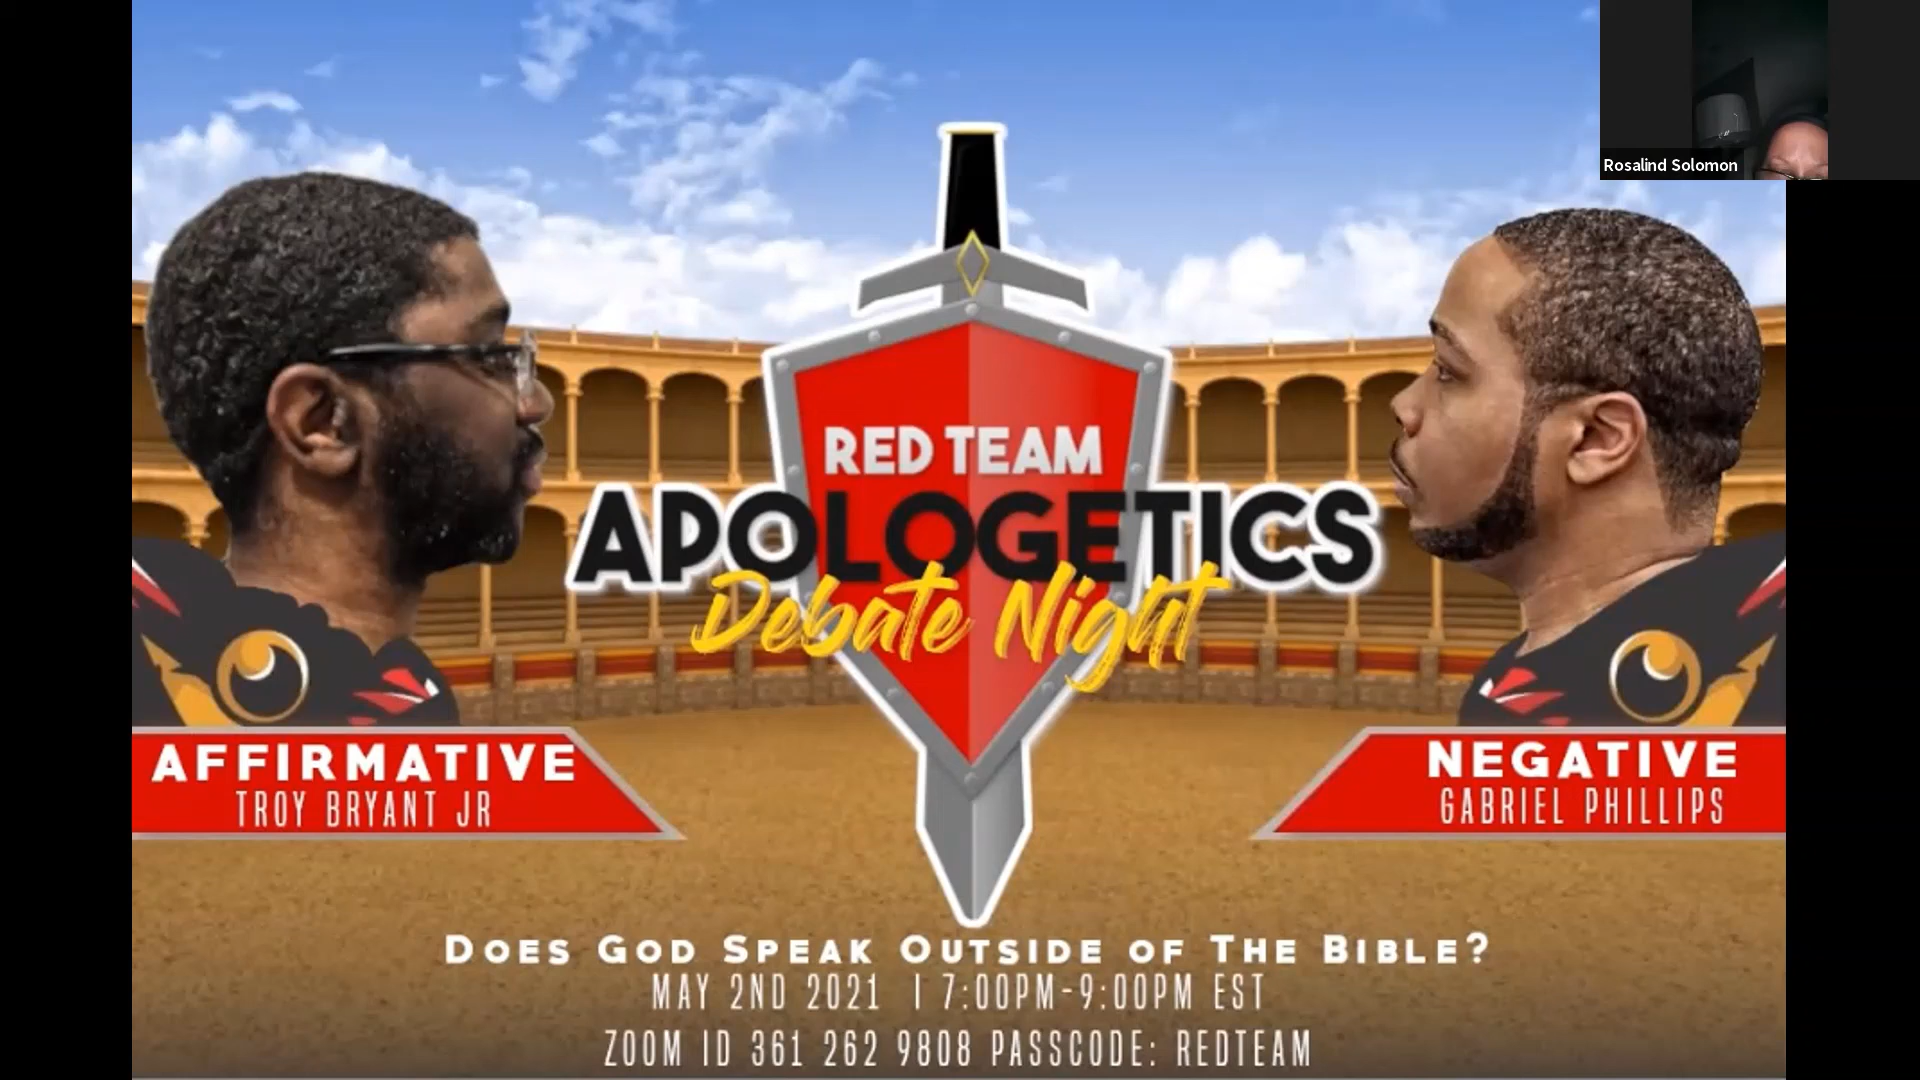 Rosalind Solomon
RED TEAM
APOLOGETICS
Debate Night
AFFIRMATIVE
TROY BRYANT JR
NEGATIVE
GABRIEL PHILLIPS
DOES GOD SPEAK OUTSIDE OF THE BIBLE?
MAY 2ND 2021 | 7:00PM-9:00PM EST
ZOOM ID 361 262 9808 PASSCODE: REDTEAM